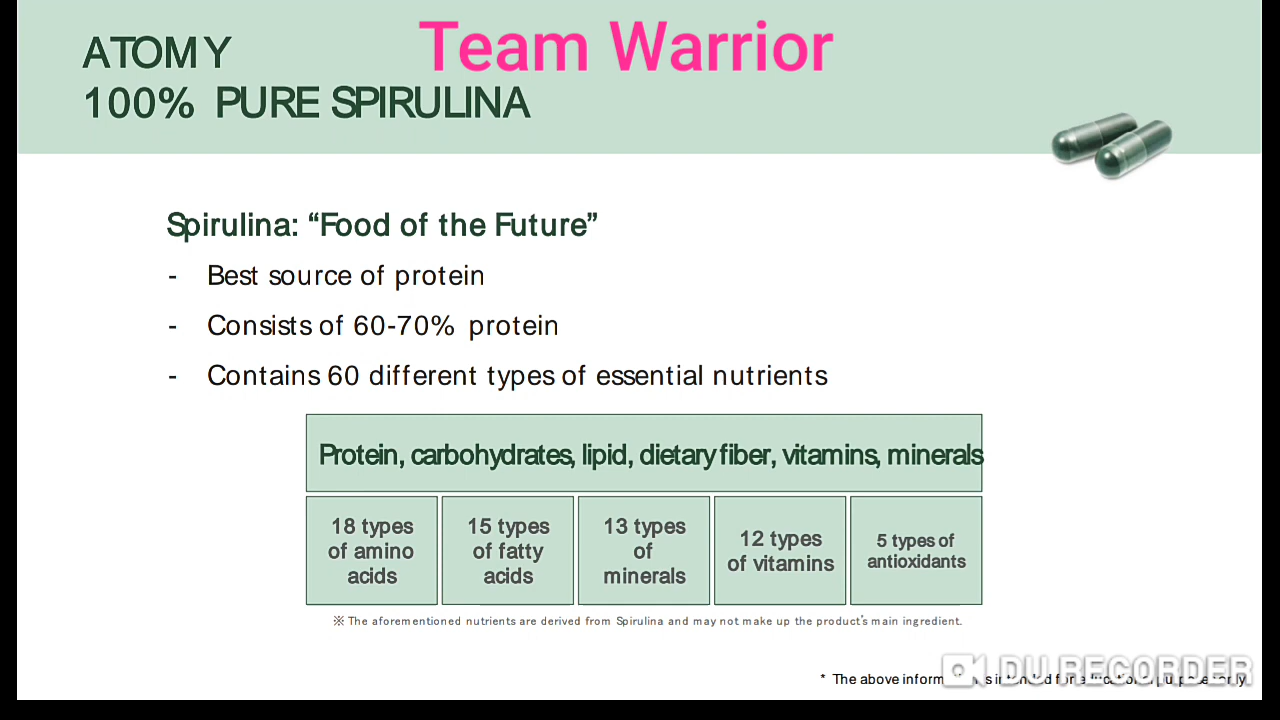 ATOMY
Team Warrior
100% PURE SPIRULINA
Spirulina: “Food of the Future”
- Best source of protein
- Consists of 60-70% protein
- Contains 60 different types of essential nutrients
Protein, carbohydrates, lipid, dietary fiber, vitamins, minerals
18 types
of amino
acids
15 types
of fatty
acids
13 types
of
minerals
12 types
of vitamins
5 types of
antioxidants
※ The aforementioned nutrients are derived from Spirulina and may not make up the product's main ingredient.
DU RECORDER
* The above only